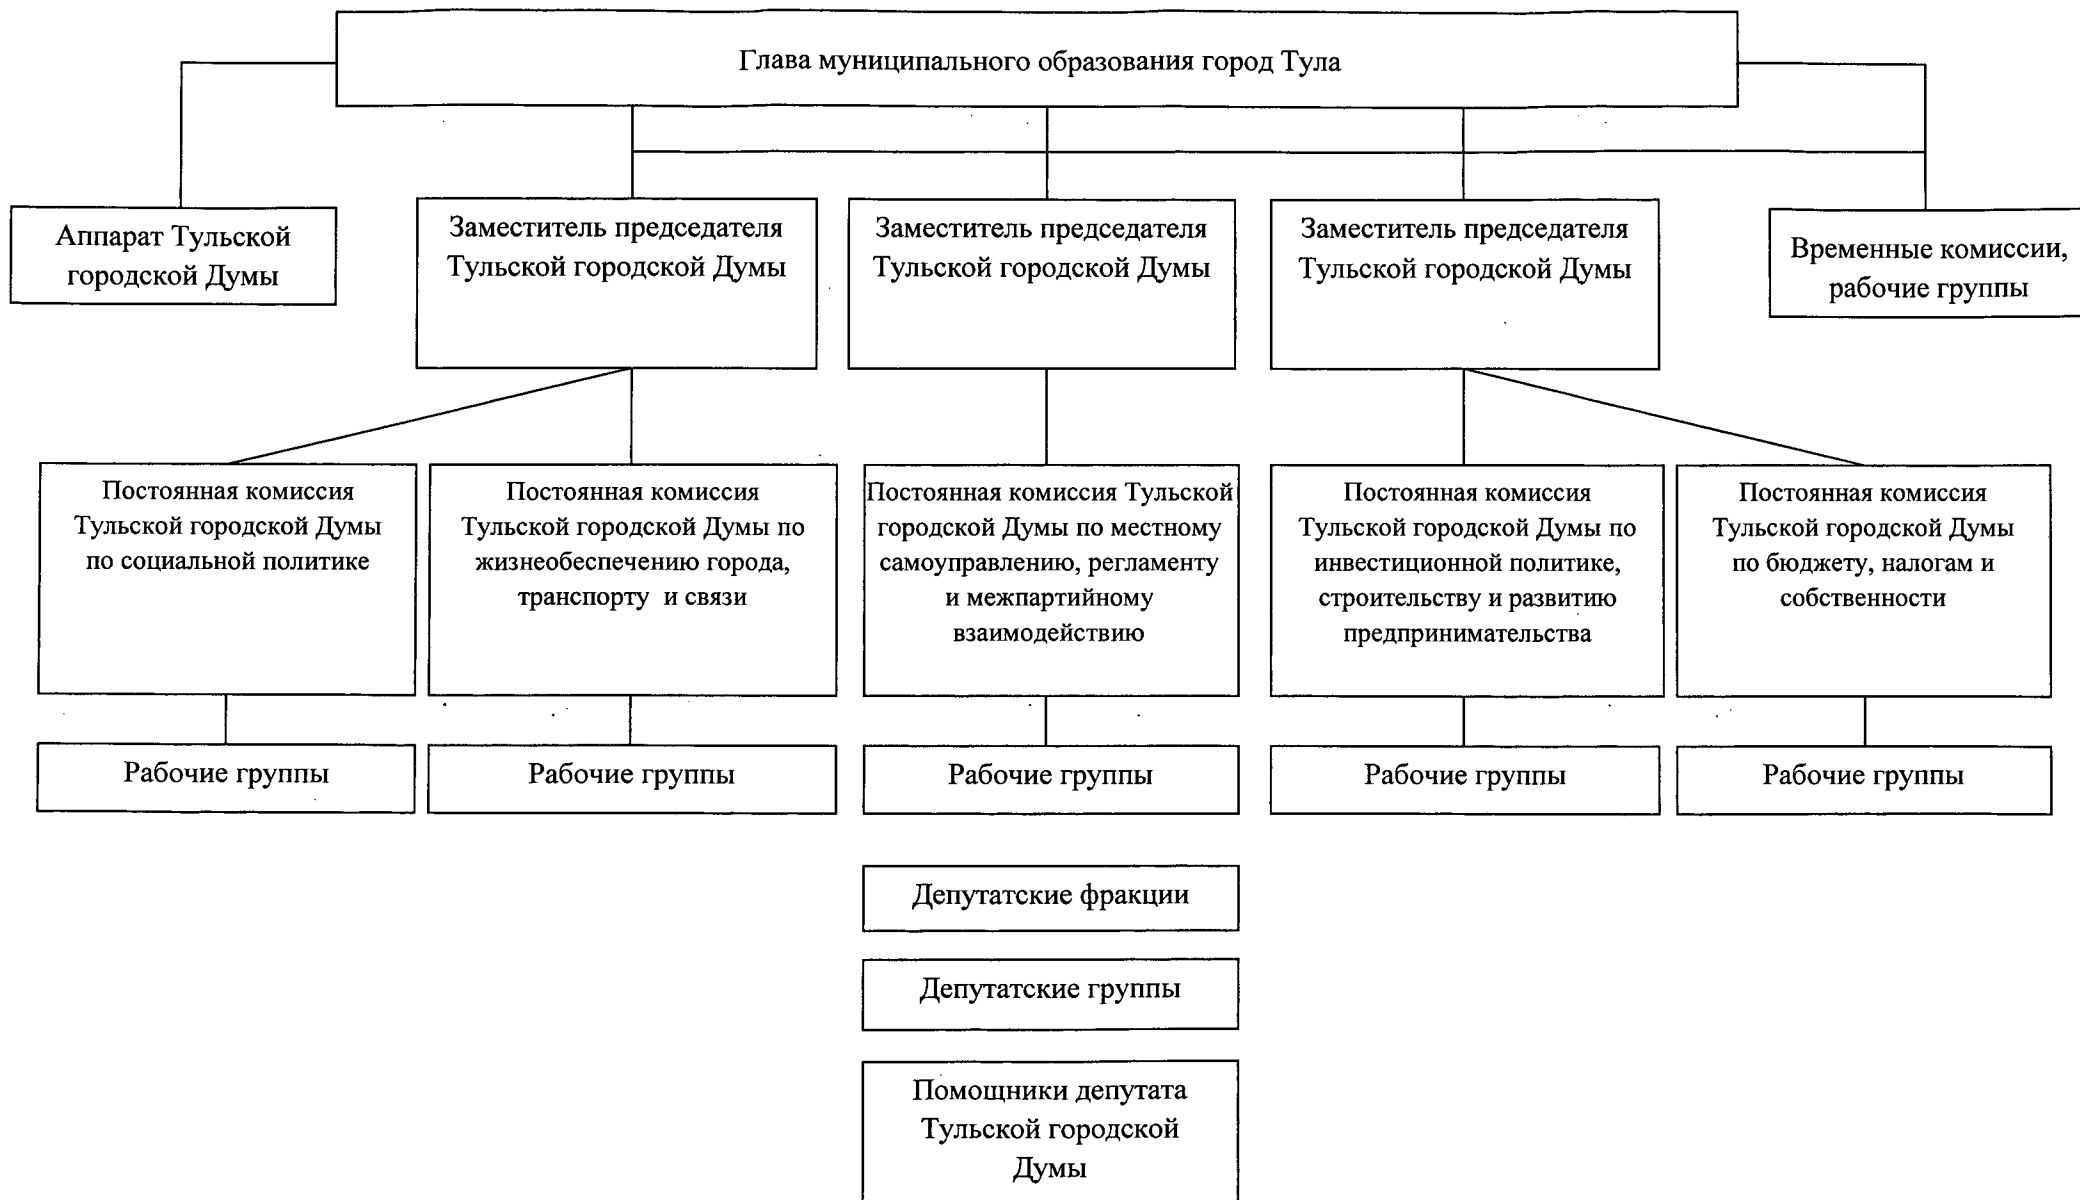 Глава муниципального образования город Тула
Аппарат Тульской
городской Думы
Заместитель председателя
Тульской городской Думы
Заместитель председателя
Тульской городской Думы
Заместитель председателя
Тульской городской Думы
Временные комиссии,
рабочие группы
Постоянная комиссия
Тульской городской Думы
по социальной политике
Постоянная комиссия
Тульской городской Думы по
жизнеобеспечению города,
транспорту и связи
Постоянная комиссия Тульской
городской Думы по местному
самоуправлению, регламенту
и межпартийному
взаимодействию
Постоянная комиссия
Тульской городской Думы по
инвестиционной политике,
строительству и развитию
предпринимательства
Постоянная комиссия
Тульской городской Думы
по бюджету, налогам и
собственности
Рабочие группы
Рабочие группы
Рабочие группы
Рабочие группы
Рабочие группы
Депутатские фракции
Депутатские группы
Помощники депутата
Тульской городской
Думы